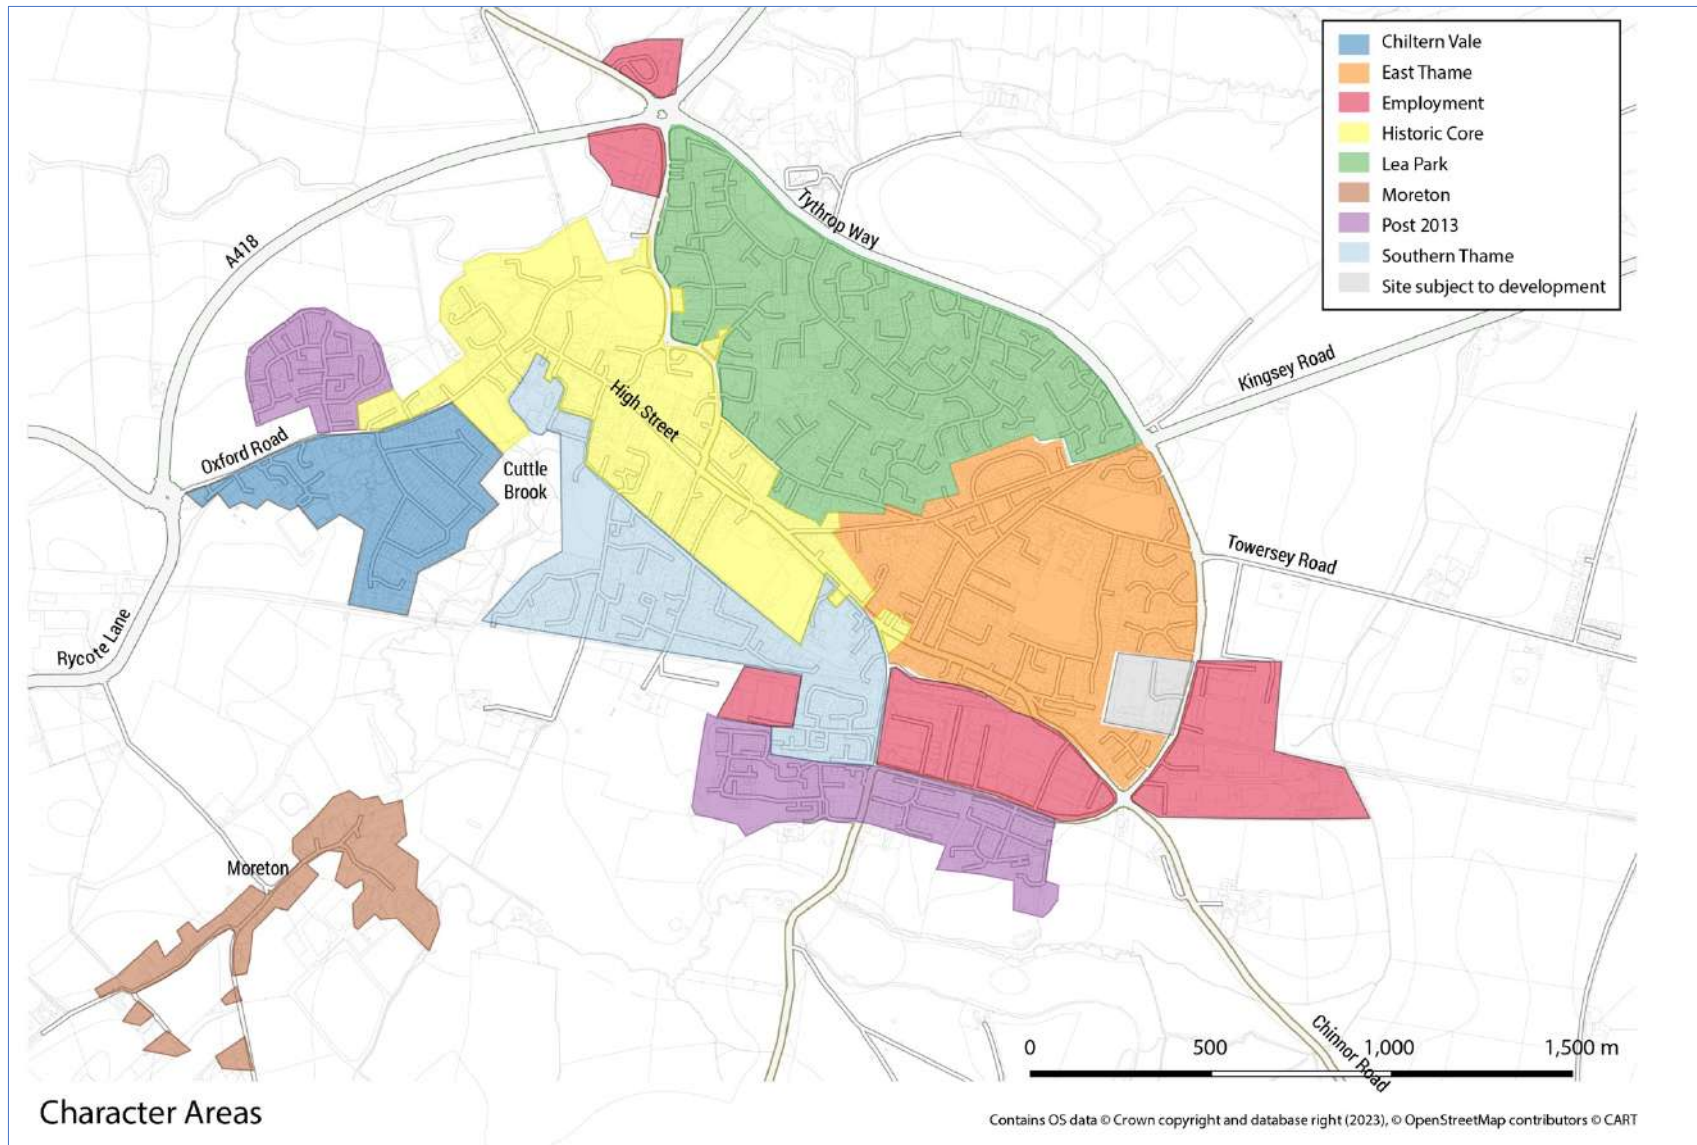 Chiltern Vale
East Thame
Employment
Historic Core
Lea Park
Moreton
Post 2013
Southern Thame
Site subject to development
A418
Tythrop Way
Kingsey Road
High Street
Oxford Road
Cuttle
Brook
Towersey Road
Rycote Lane
Moreton
Chinnor Road
0 500 1,000 1,500 m
Character Areas
Contains OS data © Crown copyright and database right (2023), © OpenStreetMap contributors © CART